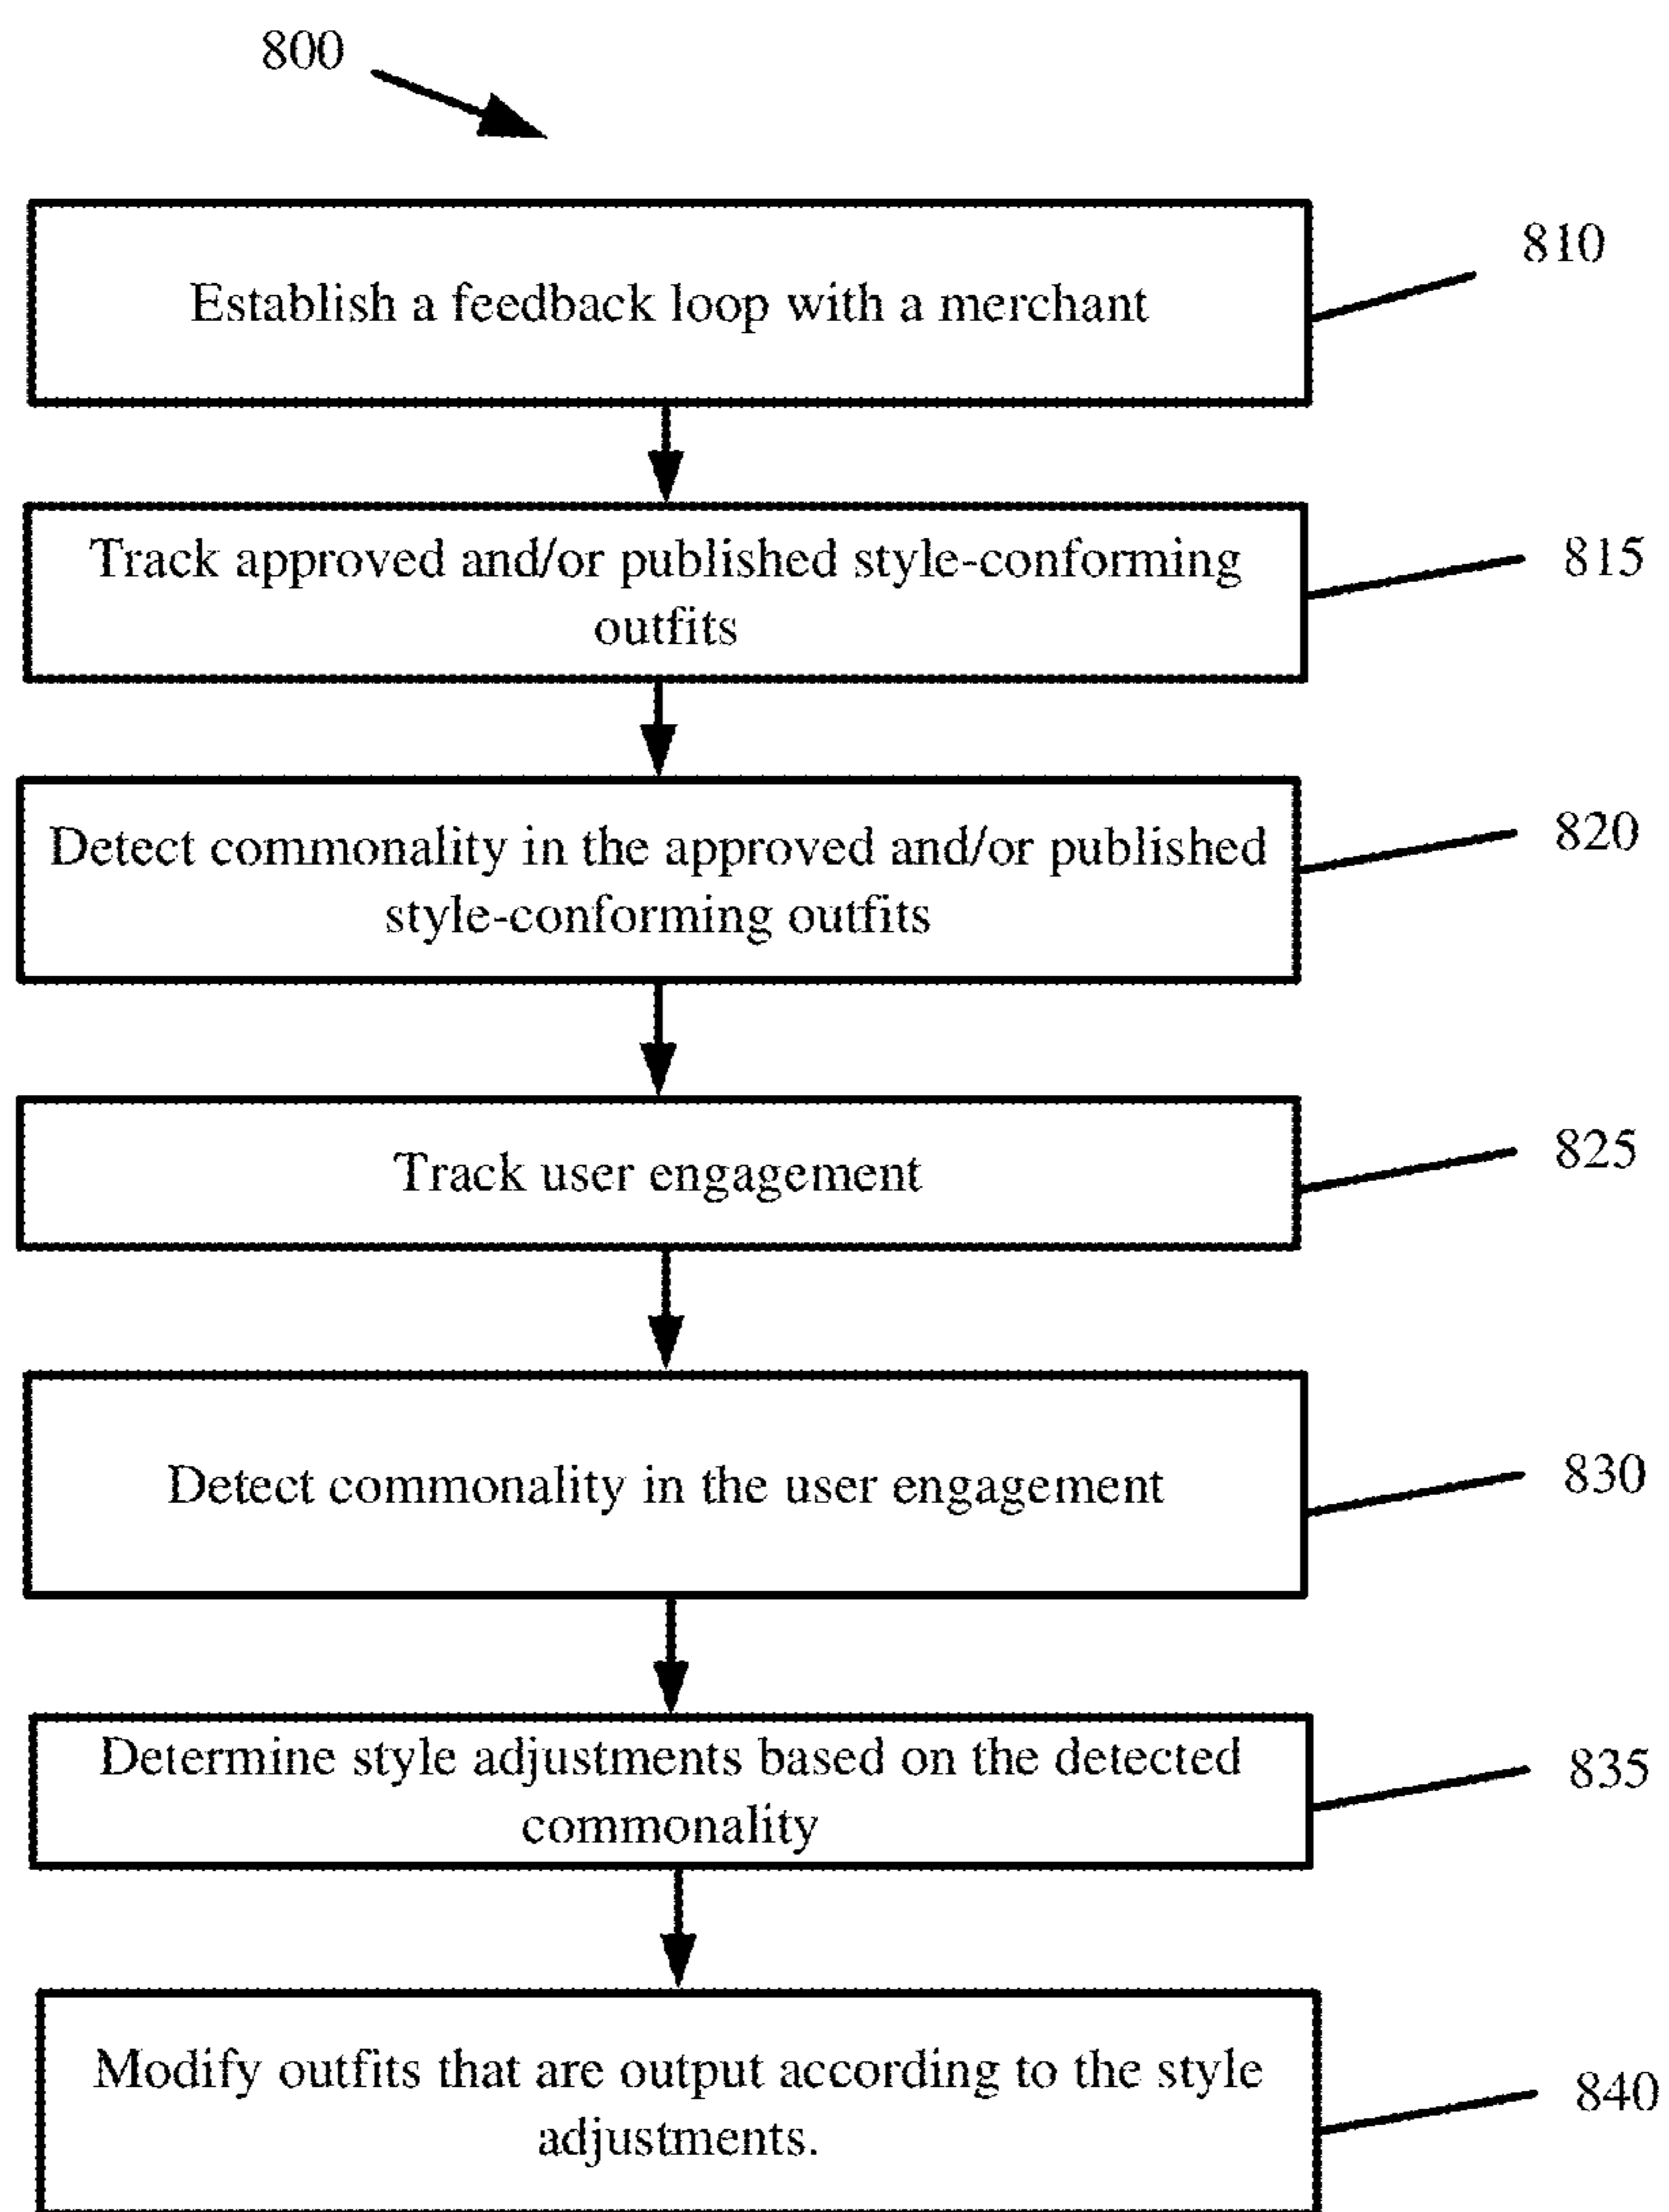 800
Establish a feedback loop with a merchant
810
Track approved and/or published style-conforming
outfits
815
Detect commonality in the approved and/or published
style-conforming outfits
820
Track user engagement
825
Detect commonality in the user engagement
830
Determine style adjustments based on the detected
commonality
835
Modify outfits that are output according to the style
adjustments.
840